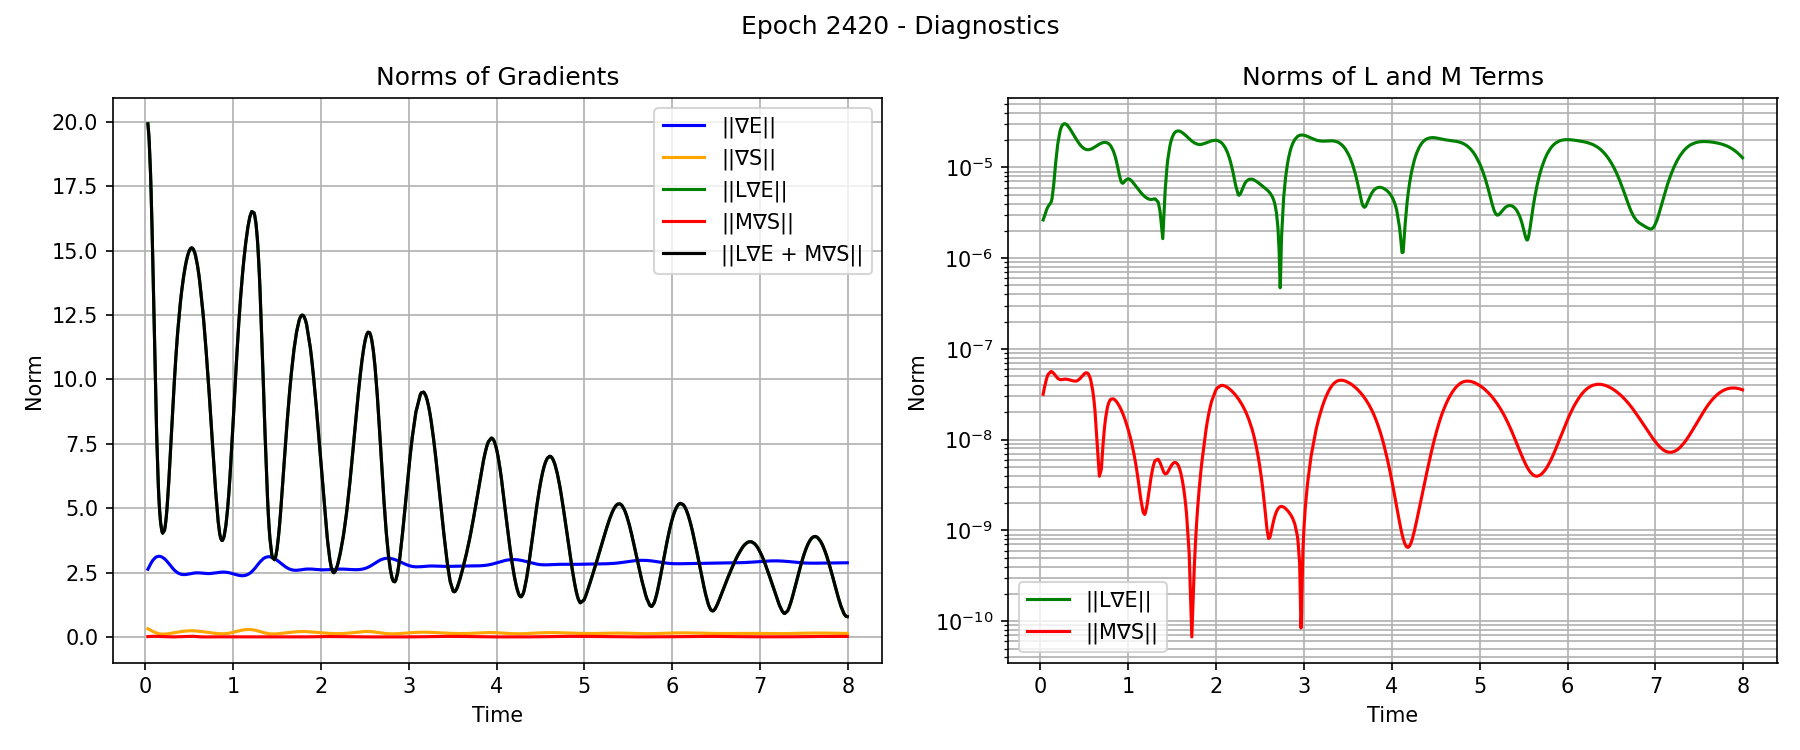 Epoch 2420 - Diagnostics
Norms of Gradients
20.0
17.5
15.0
12.5
10.0
7.5
5.0
2.5
0.0
Norm
0 1 2 3 4 5 6 7 8
Time
||∇E||
||∇S||
||L∇E||
||M∇S||
||L∇E + M∇S||
Norms of L and M Terms
10⁻⁵
10⁻⁶
10⁻⁷
10⁻⁸
10⁻⁹
10⁻¹⁰
Norm
0 1 2 3 4 5 6 7 8
Time
||L∇E||
||M∇S||